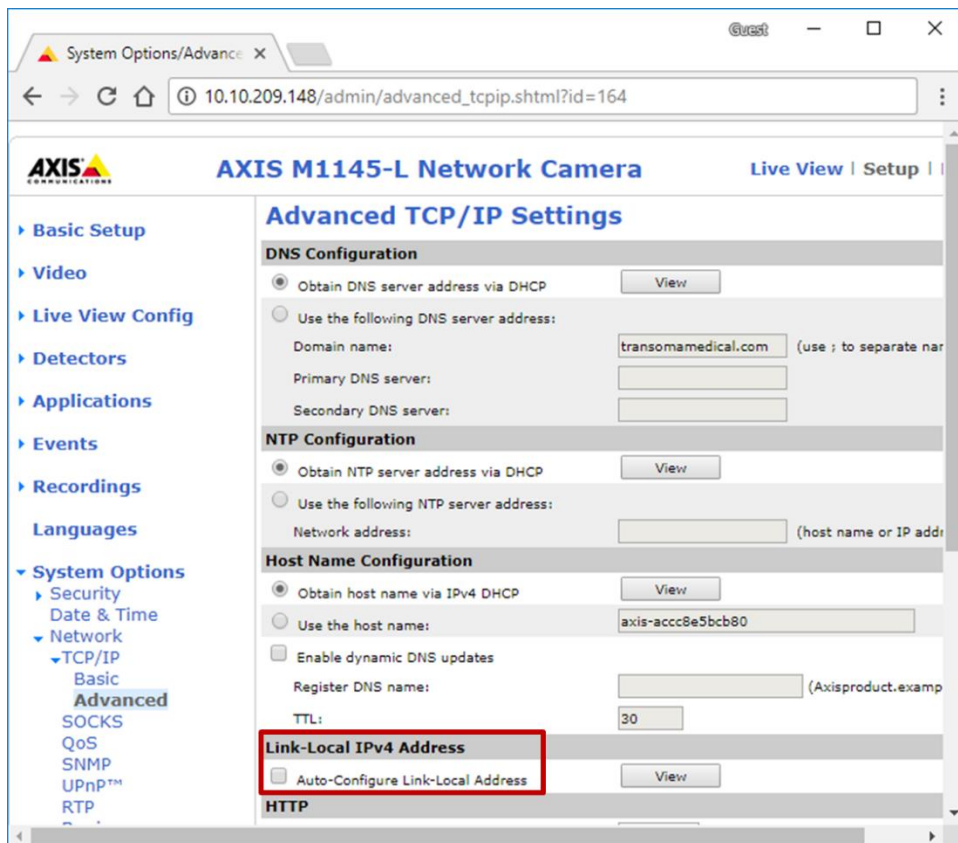 Guest
System Options/Advance
10.10.209.148/admin/advanced_tcpip.shtml?id=164
AXIS
COMMUNICATIONS
AXIS M1145-L Network Camera
Live View | Setup |
Basic Setup
Video
Live View Config
Detectors
Applications
Events
Recordings
Languages
System Options
Security
Date & Time
Network
TCP/IP
Basic
Advanced
SOCKS
QoS
SNMP
UPnP™
RTP
Advanced TCP/IP Settings
DNS Configuration
Obtain DNS server address via DHCP View
Use the following DNS server address:
Domain name: transomamedical.com (use ; to separate nar
Primary DNS server:
Secondary DNS server:
NTP Configuration
Obtain NTP server address via DHCP View
Use the following NTP server address:
Network address: (host name or IP addr
Host Name Configuration
Obtain host name via IPv4 DHCP View
Use the host name: axis-accc8e5bcb80
Enable dynamic DNS updates
Register DNS name: (Axisproduct.examp
TTL: 30
Link-Local IPv4 Address
Auto-Configure Link-Local Address View
HTTP